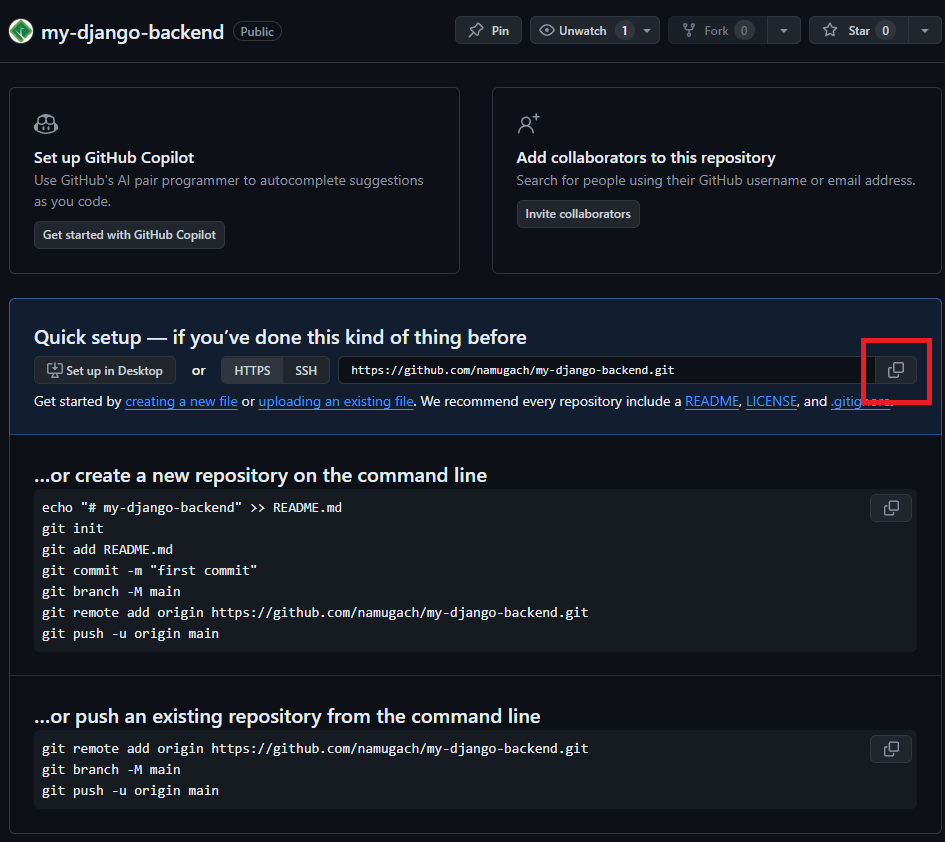 my-django-backend Public Pin Unwatch 1 Fork 0 Star 0
Set up GitHub Copilot
Use GitHub's AI pair programmer to autocomplete suggestions
as you code.
Get started with GitHub Copilot
Add collaborators to this repository
Search for people using their GitHub username or email address.
Invite collaborators
Quick setup — if you've done this kind of thing before
Set up in Desktop or HTTPS SSH https://github.com/namugach/my-django-backend.git
Get started by creating a new file or uploading an existing file. We recommend every repository include a README, LICENSE, and .gitignore.
...or create a new repository on the command line
echo "# my-django-backend" >> README.md
git init
git add README.md
git commit -m "first commit"
git branch -M main
git remote add origin https://github.com/namugach/my-django-backend.git
git push -u origin main
...or push an existing repository from the command line
git remote add origin https://github.com/namugach/my-django-backend.git
git branch -M main
git push -u origin main